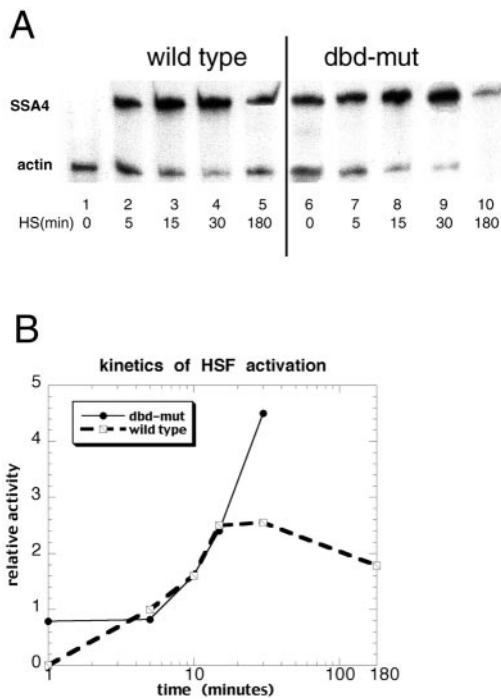 A
wild type dbd-mut
SSA4
actin
1 2 3 4 5 6 7 8 9 10
HS(min) 0 5 15 30 180 0 5 15 30 180
B
kinetics of HSF activation
5
4
3
2
1
0
relative activity
dbd-mut
wild type
1 10 100 180
time (minutes)